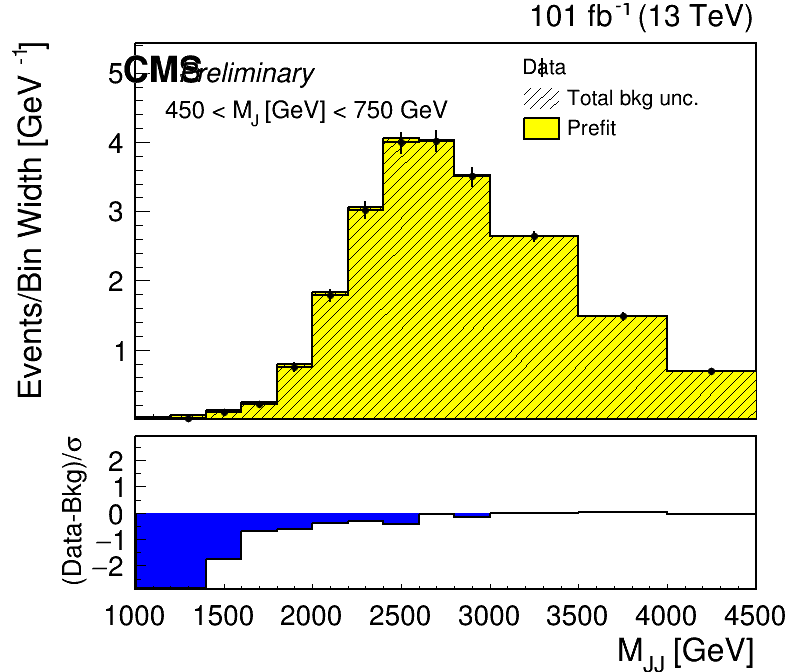 101 fb-1 (13 TeV)
CMS Preliminary
450 < MJ [GeV] < 750 GeV
Data
Total bkg unc.
Prefit
Events/Bin Width [GeV-1]
5
4
3
2
1
(Data-Bkg)/σ
2
1
0
−1
−2
1000 1500 2000 2500 3000 3500 4000 4500
MJJ [GeV]